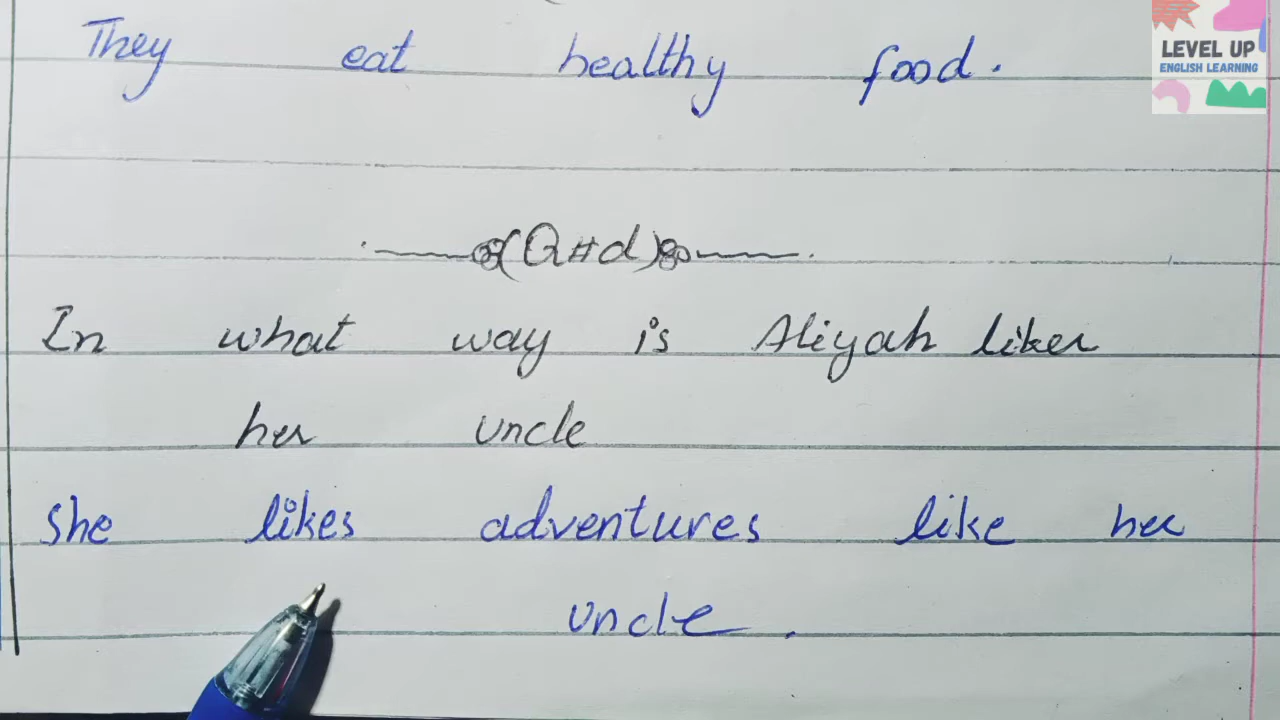 They eat healthy food.
LEVEL UP
ENGLISH LEARNING
(Q#d)
In what way is Aliyah liker
her uncle
She likes adventures like her
uncle.